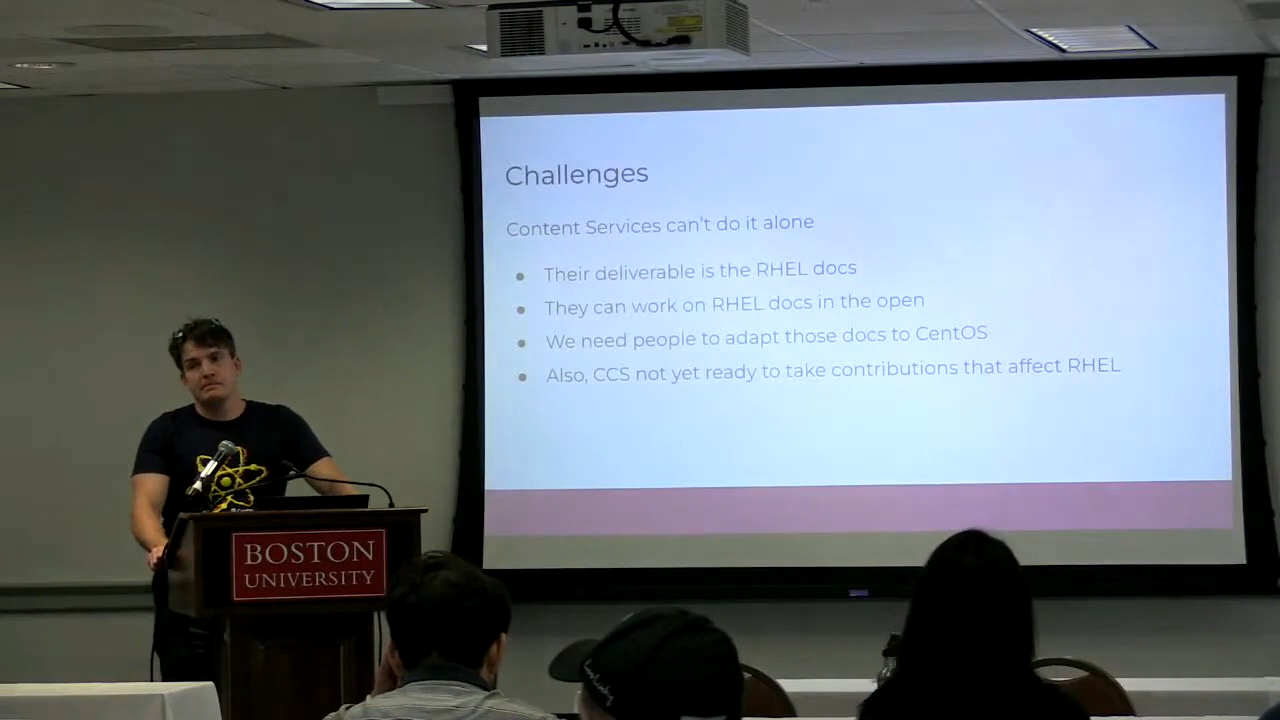 Challenges
Content Services can't do it alone
Their deliverable is the RHEL docs
They can work on RHEL docs in the open
We need people to adapt those docs to CentOS
Also, CCS not yet ready to take contributions that affect RHEL
BOSTON
UNIVERSITY